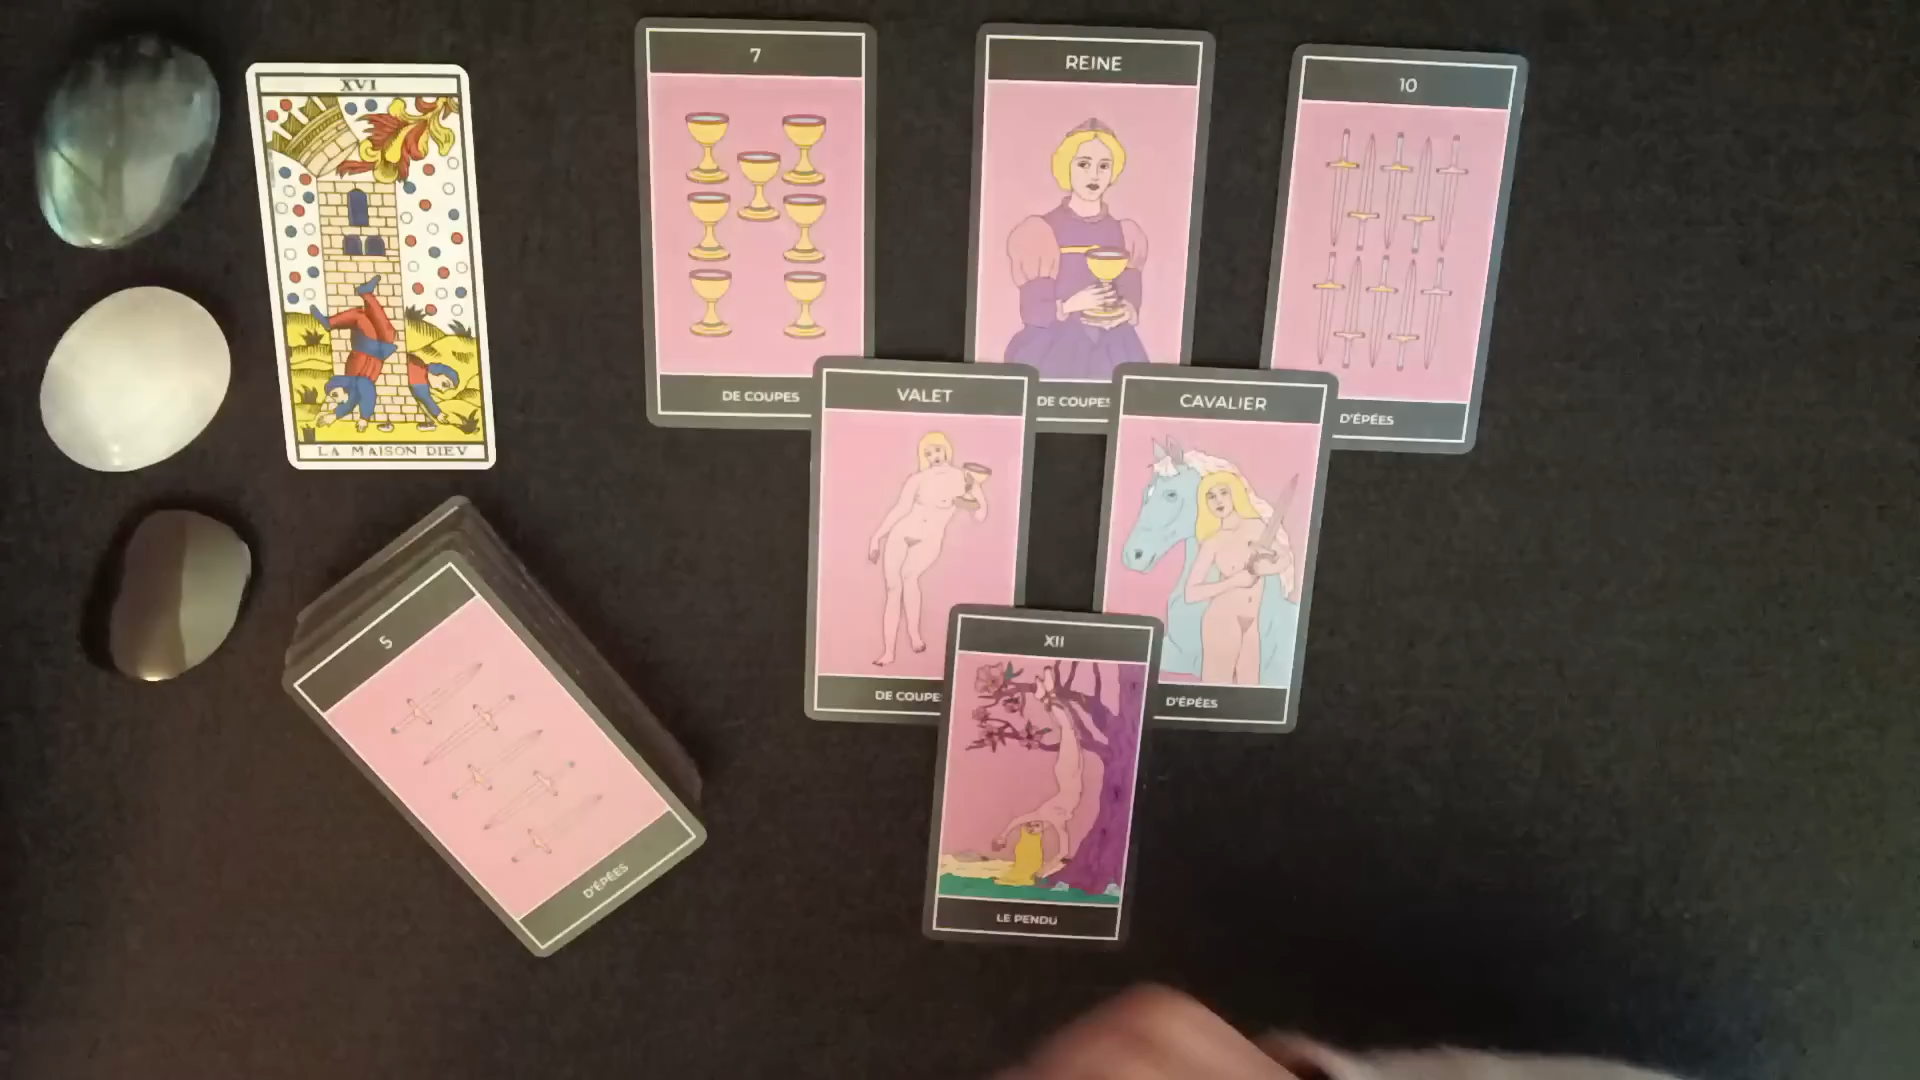 XVI
LA MAISON DIEV
7
DE COUPES
REINE
DE COUPES
10
D'ÉPÉES
VALET
DE COUPE
CAVALIER
D'ÉPÉES
XII
LE PENDU
5
D'ÉPÉES